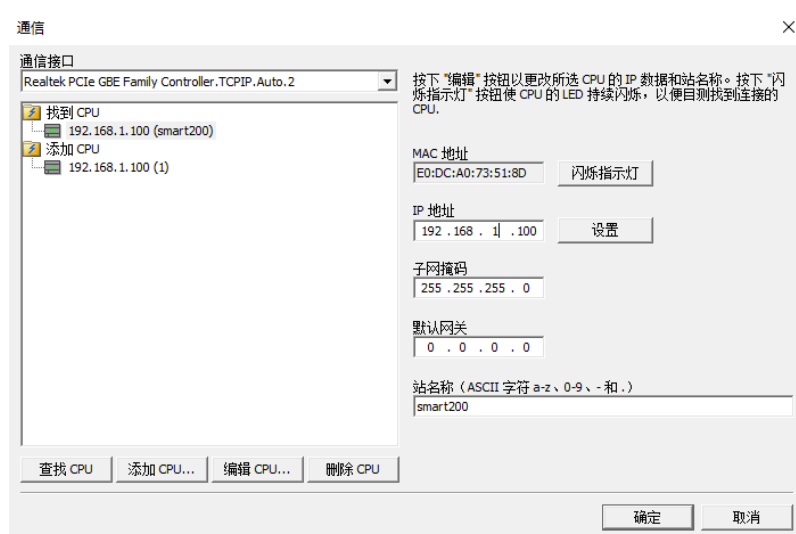 通信
通信接口
Realtek PCIe GBE Family Controller.TCPIP.Auto.2
找到 CPU
192.168.1.100 (smart200)
添加 CPU
192.168.1.100 (1)
查找 CPU
添加 CPU...
编辑 CPU...
删除 CPU
按下 "编辑" 按钮以更改所选 CPU 的 IP 数据和站名称。按下 "闪
烁指示灯" 按钮使 CPU 的 LED 持续闪烁，以便目测找到连接的
CPU.
MAC 地址
E0:DC:A0:73:51:8D
闪烁指示灯
IP 地址
192 . 168 . 1 . 100
设置
子网掩码
255 . 255 . 255 . 0
默认网关
0 . 0 . 0 . 0
站名称（ASCII 字符 a-z、0-9、- 和 .）
smart200
确定
取消